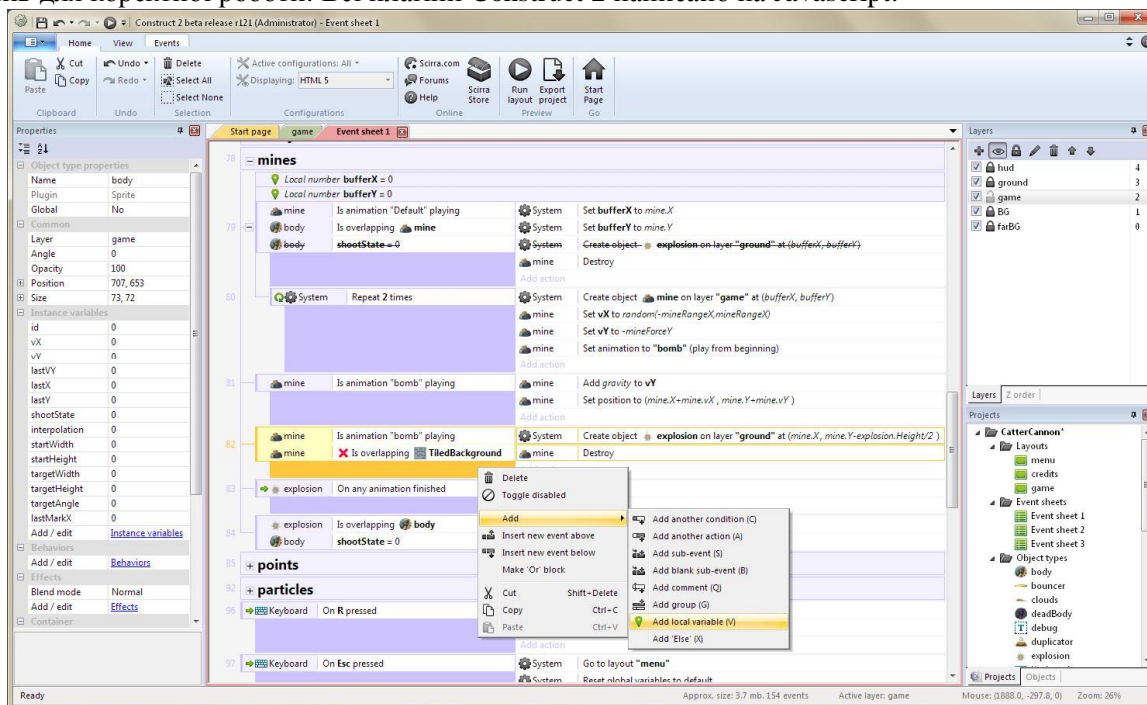 для коректної роботи. Всі плагіни Construct 2 написано на Javascript.
Construct 2 beta release r121 (Administrator) - Event sheet 1
Home View Events
Paste Cut Copy
Undo Redo
Delete Select All Select None
Active configurations: All
Displaying: HTML 5
Scirra.com Forums Help
Scirra Store
Run layout Export project
Start Page
Clipboard Undo Selection Configurations Online Preview Go
Properties
Object type properties
Name body
Plugin Sprite
Global No
Common
Layer game
Angle 0
Opacity 100
Position 707, 653
Size 73, 72
Instance variables
id 0
vX 0
vY 0
lastVY 0
lastX 0
lastY 0
shootState 0
interpolation 0
startWidth 0
startHeight 0
targetWidth 0
targetHeight 0
targetAngle 0
lastMarkX 0
Add / edit Instance variables
Behaviors
Add / edit Behaviors
Effects
Blend mode Normal
Add / edit Effects
Container
Start page game Event sheet 1
78 mines
Local number bufferX = 0
Local number bufferY = 0
79 mine Is animation "Default" playing System Set bufferX to mine.X
body Is overlapping mine System Set bufferY to mine.Y
body shootState = 0 System Create object explosion on layer "ground" at (bufferX, bufferY)
mine Destroy
Add action
80 System Repeat 2 times System Create object mine on layer "game" at (bufferX, bufferY)
mine Set vX to random(-mineRangeX,mineRangeX)
mine Set vY to -mineForceY
mine Set animation to "bomb" (play from beginning)
Add action
81 mine Is animation "bomb" playing mine Add gravity to vY
mine Set position to (mine.X+mine.vX , mine.Y+mine.vY )
Add action
82 mine Is animation "bomb" playing System Create object explosion on layer "ground" at (mine.X , mine.Y-explosion.Height/2 )
mine Is overlapping TiledBackground mine Destroy
83 explosion On any animation finished
84 explosion Is overlapping body
body shootState = 0
85 points
92 particles
96 Keyboard On R pressed
Add action
97 Keyboard On Esc pressed System Go to layout "menu"
System Reset global variables to default
Delete
Toggle disabled
Add
Insert new event above
Insert new event below
Make 'Or' block
Cut Shift+Delete
Copy Ctrl+C
Paste Ctrl+V
Add another condition (C)
Add another action (A)
Add sub-event (S)
Add blank sub-event (B)
Add comment (Q)
Add group (G)
Add local variable (V)
Add 'Else' (X)
Layers
hud 4
ground 3
game 2
BG 1
farBG 0
Layers Z order
Projects
CatterCannon*
Layouts
menu
credits
game
Event sheets
Event sheet 1
Event sheet 2
Event sheet 3
Object types
body
bouncer
clouds
deadBody
debug
duplicator
explosion
Projects Objects
Ready Approx. size: 3.7 mb. 154 events Active layer: game Mouse: (1888.0, -297.8, 0) Zoom: 26%